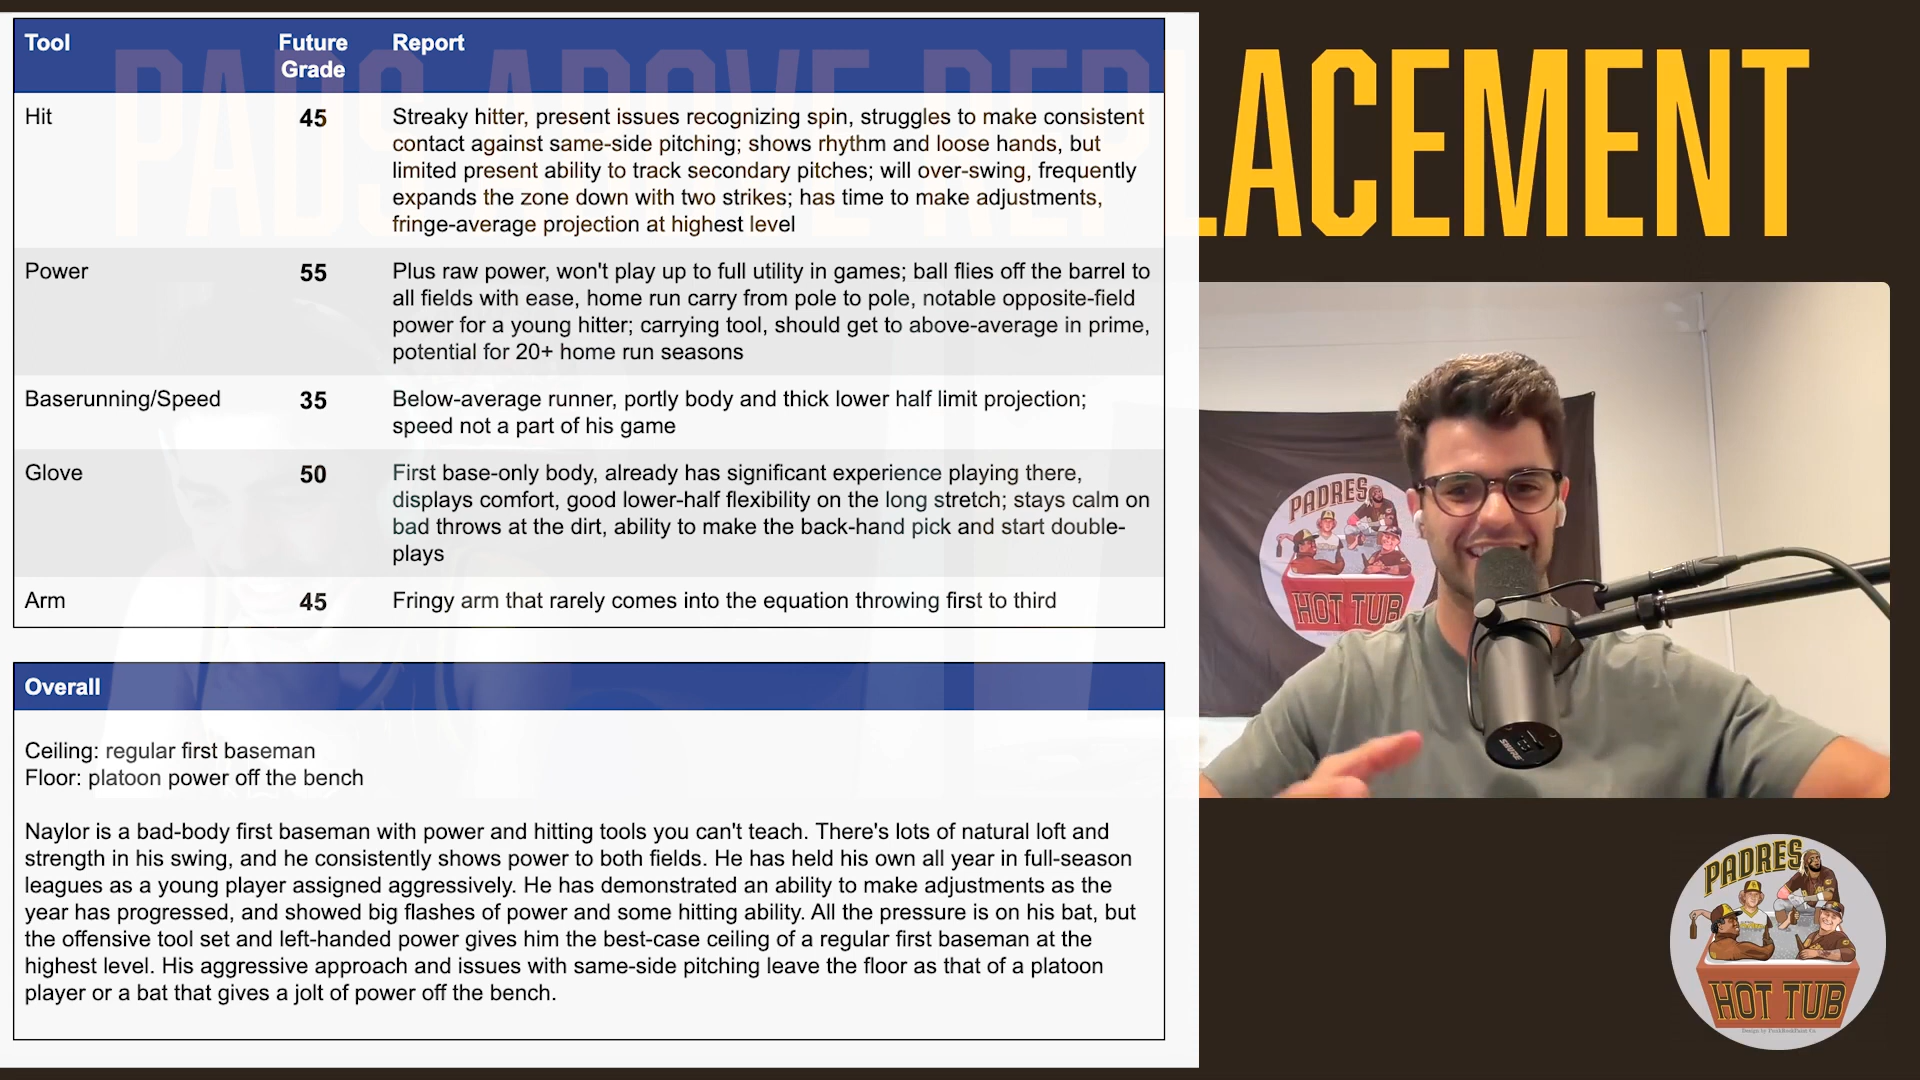 PADS ABOVE REPLACEMENT
Tool
Future
Grade
Report
Hit
45
Streaky hitter, present issues recognizing spin, struggles to make consistent
contact against same-side pitching; shows rhythm and loose hands, but
limited present ability to track secondary pitches; will over-swing, frequently
expands the zone down with two strikes; has time to make adjustments,
fringe-average projection at highest level
Power
55
Plus raw power, won't play up to full utility in games; ball flies off the barrel to
all fields with ease, home run carry from pole to pole, notable opposite-field
power for a young hitter; carrying tool, should get to above-average in prime,
potential for 20+ home run seasons
Baserunning/Speed
35
Below-average runner, portly body and thick lower half limit projection;
speed not a part of his game
Glove
50
First base-only body, already has significant experience playing there,
displays comfort, good lower-half flexibility on the long stretch; stays calm on
bad throws at the dirt, ability to make the back-hand pick and start double-
plays
Arm
45
Fringy arm that rarely comes into the equation throwing first to third
Overall
Ceiling: regular first baseman
Floor: platoon power off the bench
Naylor is a bad-body first baseman with power and hitting tools you can't teach. There's lots of natural loft and
strength in his swing, and he consistently shows power to both fields. He has held his own all year in full-season
leagues as a young player assigned aggressively. He has demonstrated an ability to make adjustments as the
year has progressed, and showed big flashes of power and some hitting ability. All the pressure is on his bat, but
the offensive tool set and left-handed power gives him the best-case ceiling of a regular first baseman at the
highest level. His aggressive approach and issues with same-side pitching leave the floor as that of a platoon
player or a bat that gives a jolt of power off the bench.
PADRES
HOT TUB
SHURE
PADRES
HOT TUB